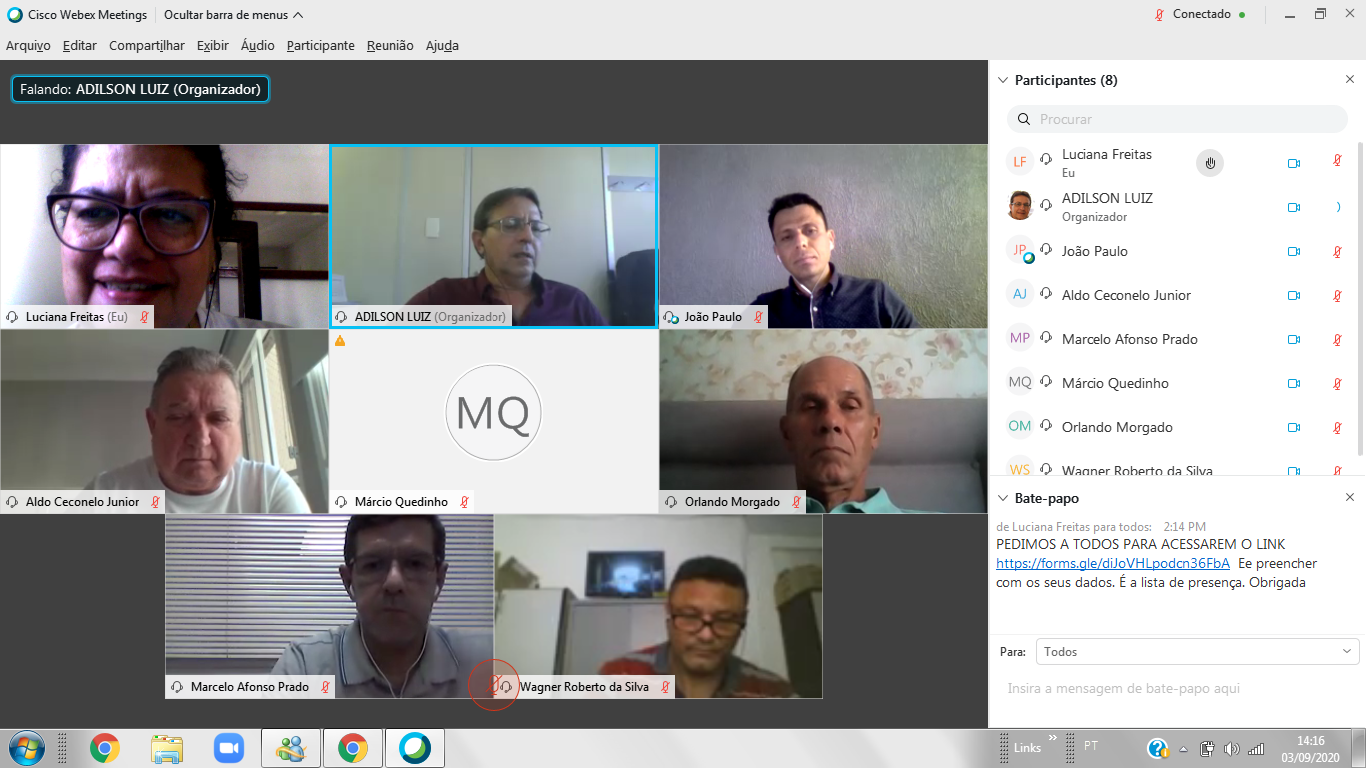 Cisco Webex Meetings
Ocultar barra de menus
Conectado
Arquivo Editar Compartilhar Exibir Áudio Participante Reunião Ajuda
Falando: ADILSON LUIZ (Organizador)
Luciana Freitas (Eu)
ADILSON LUIZ (Organizador)
João Paulo
Aldo Ceconelo Junior
MQ
Márcio Quedinho
Orlando Morgado
Marcelo Afonso Prado
Wagner Roberto da Silva
Participantes (8)
Procurar
LF Luciana Freitas
Eu
ADILSON LUIZ
Organizador
JP João Paulo
AJ Aldo Ceconelo Junior
MP Marcelo Afonso Prado
MQ Márcio Quedinho
OM Orlando Morgado
WS Wagner Roberto da Silva
Bate-papo
de Luciana Freitas para todos: 2:14 PM
PEDIMOS A TODOS PARA ACESSAREM O LINK
https://forms.gle/diJoVHLpodcn36FbA Ee preencher
com os seus dados. É a lista de presença. Obrigada
Para: Todos
Insira a mensagem de bate-papo aqui
Links
PT
14:16
03/09/2020